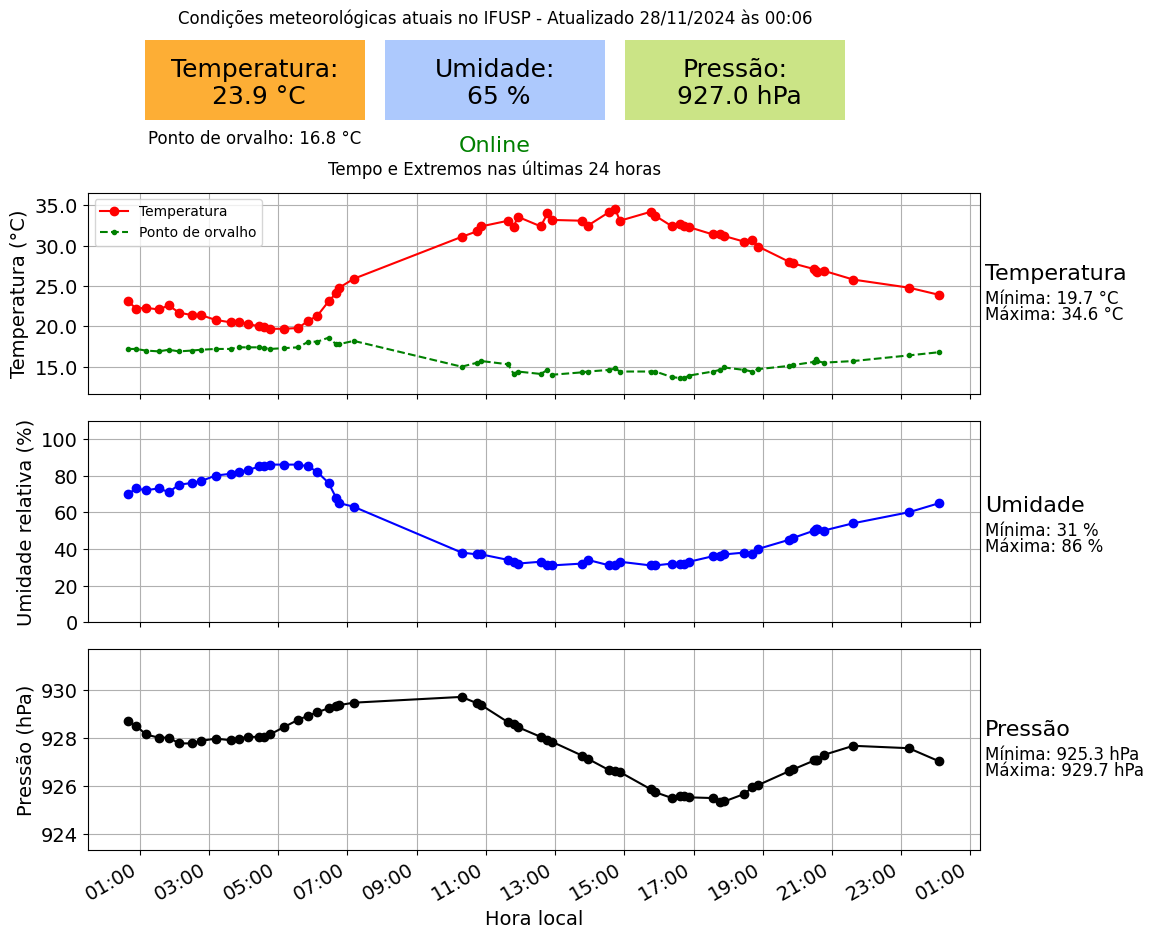 Condições meteorológicas atuais no IFUSP - Atualizado 28/11/2024 às 00:06
Temperatura:
23.9 °C
Umidade:
65 %
Pressão:
927.0 hPa
Ponto de orvalho: 16.8 °C
Online
Tempo e Extremos nas últimas 24 horas
Temperatura (°C)
35.0
30.0
25.0
20.0
15.0
Temperatura
Ponto de orvalho
Temperatura
Mínima: 19.7 °C
Máxima: 34.6 °C
Umidade relativa (%)
100
80
60
40
20
0
Umidade
Mínima: 31 %
Máxima: 86 %
Pressão (hPa)
930
928
926
924
Pressão
Mínima: 925.3 hPa
Máxima: 929.7 hPa
01:00 03:00 05:00 07:00 09:00 11:00 13:00 15:00 17:00 19:00 21:00 23:00 01:00
Hora local